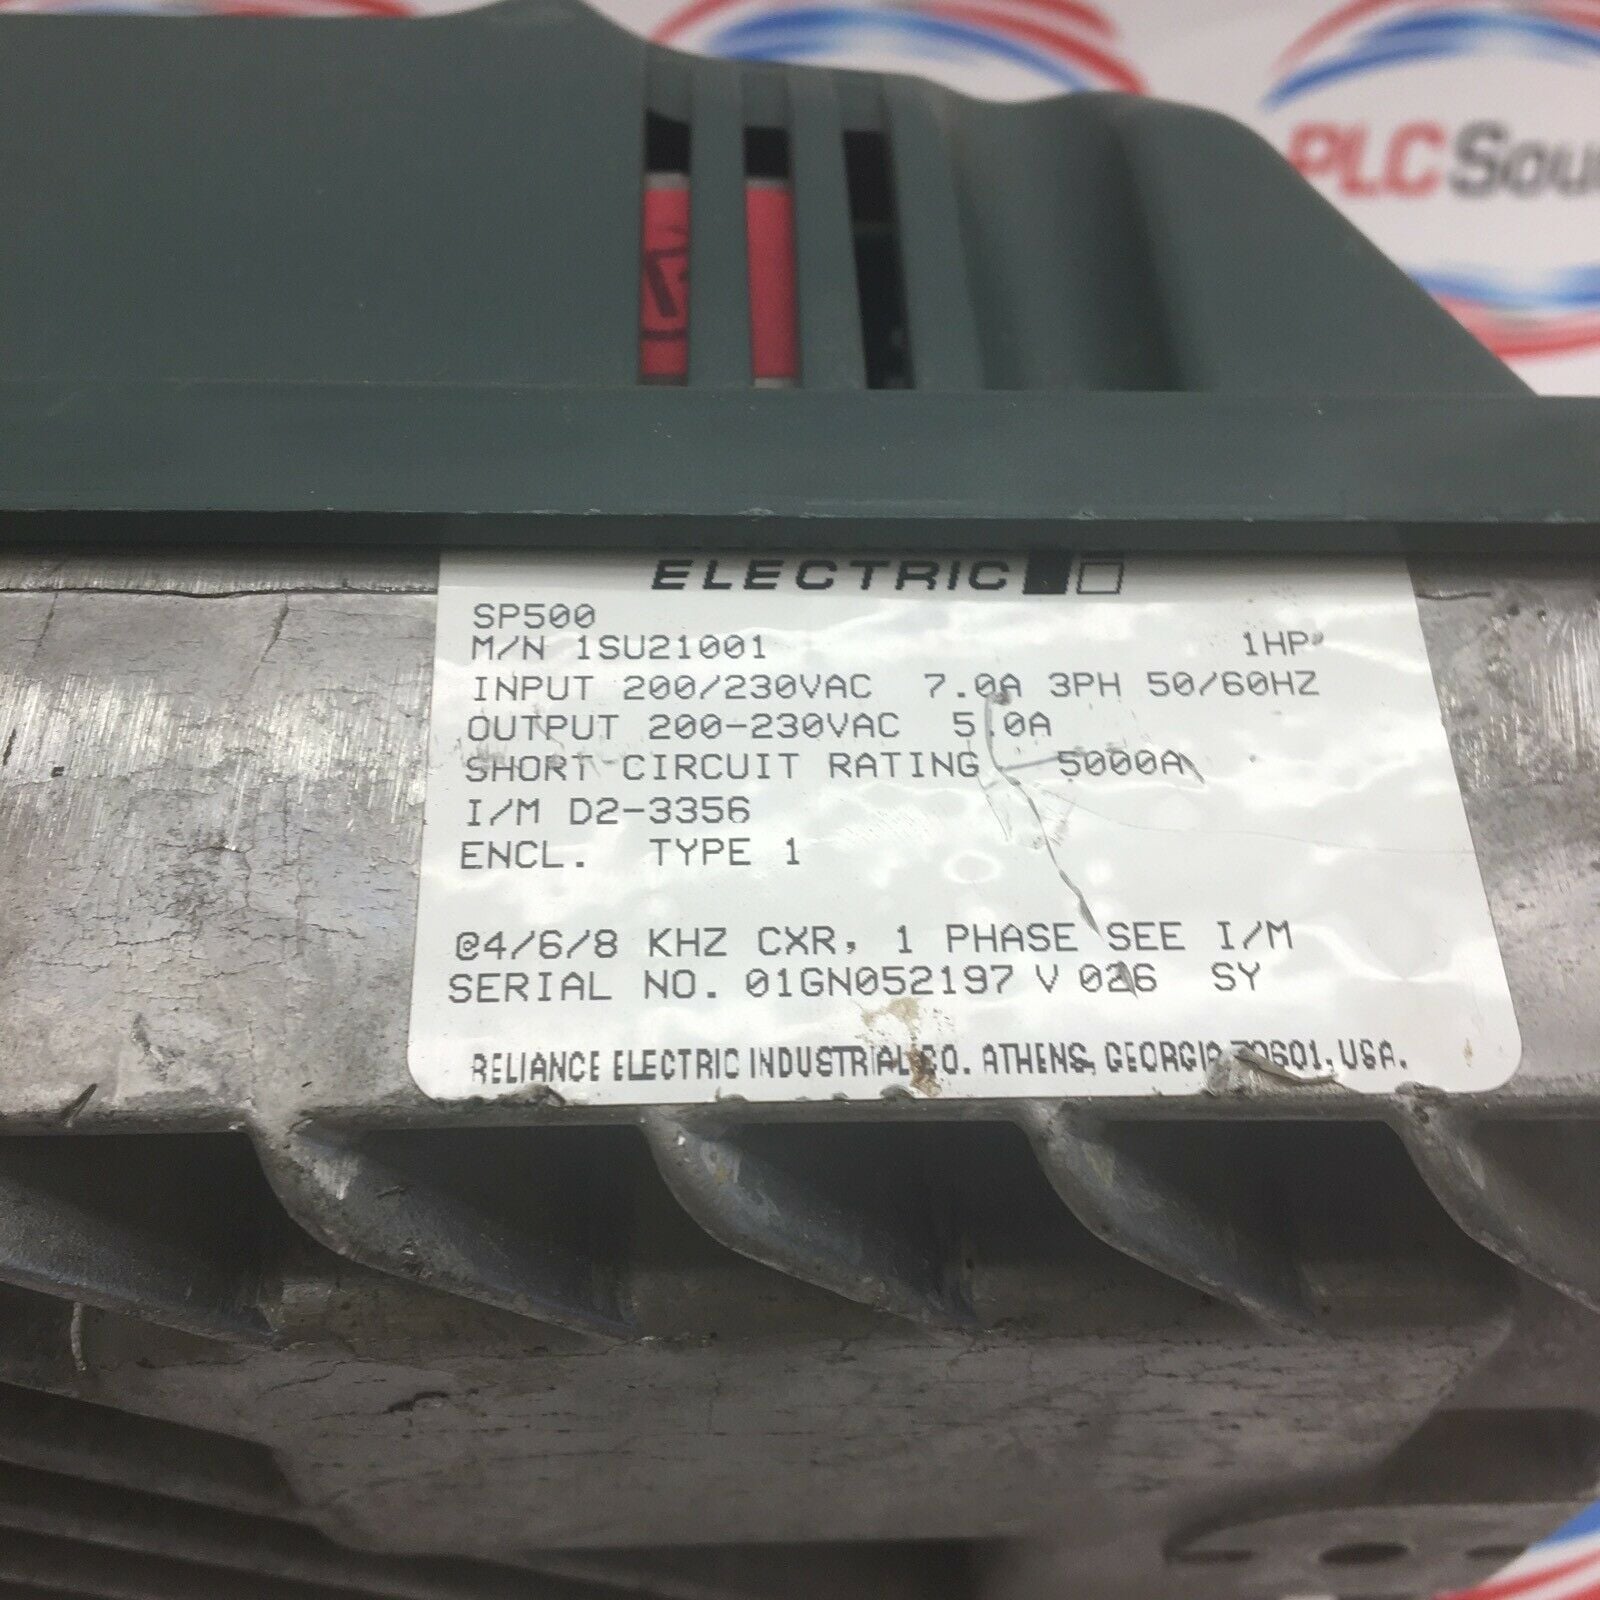 PLC Sou
ELECTRIC
SP500
M/N 1SU21001 1HP
INPUT 200/230VAC 7.0A 3PH 50/60HZ
OUTPUT 200-230VAC 5.0A
SHORT CIRCUIT RATING 5000A
I/M D2-3356
ENCL. TYPE 1
@4/6/8 KHZ CXR, 1 PHASE SEE I/M
SERIAL NO. 01GN052197 V 026 SY
RELIANCE ELECTRIC INDUSTRIAL CO. ATHENS, GEORGIA 30601, USA.